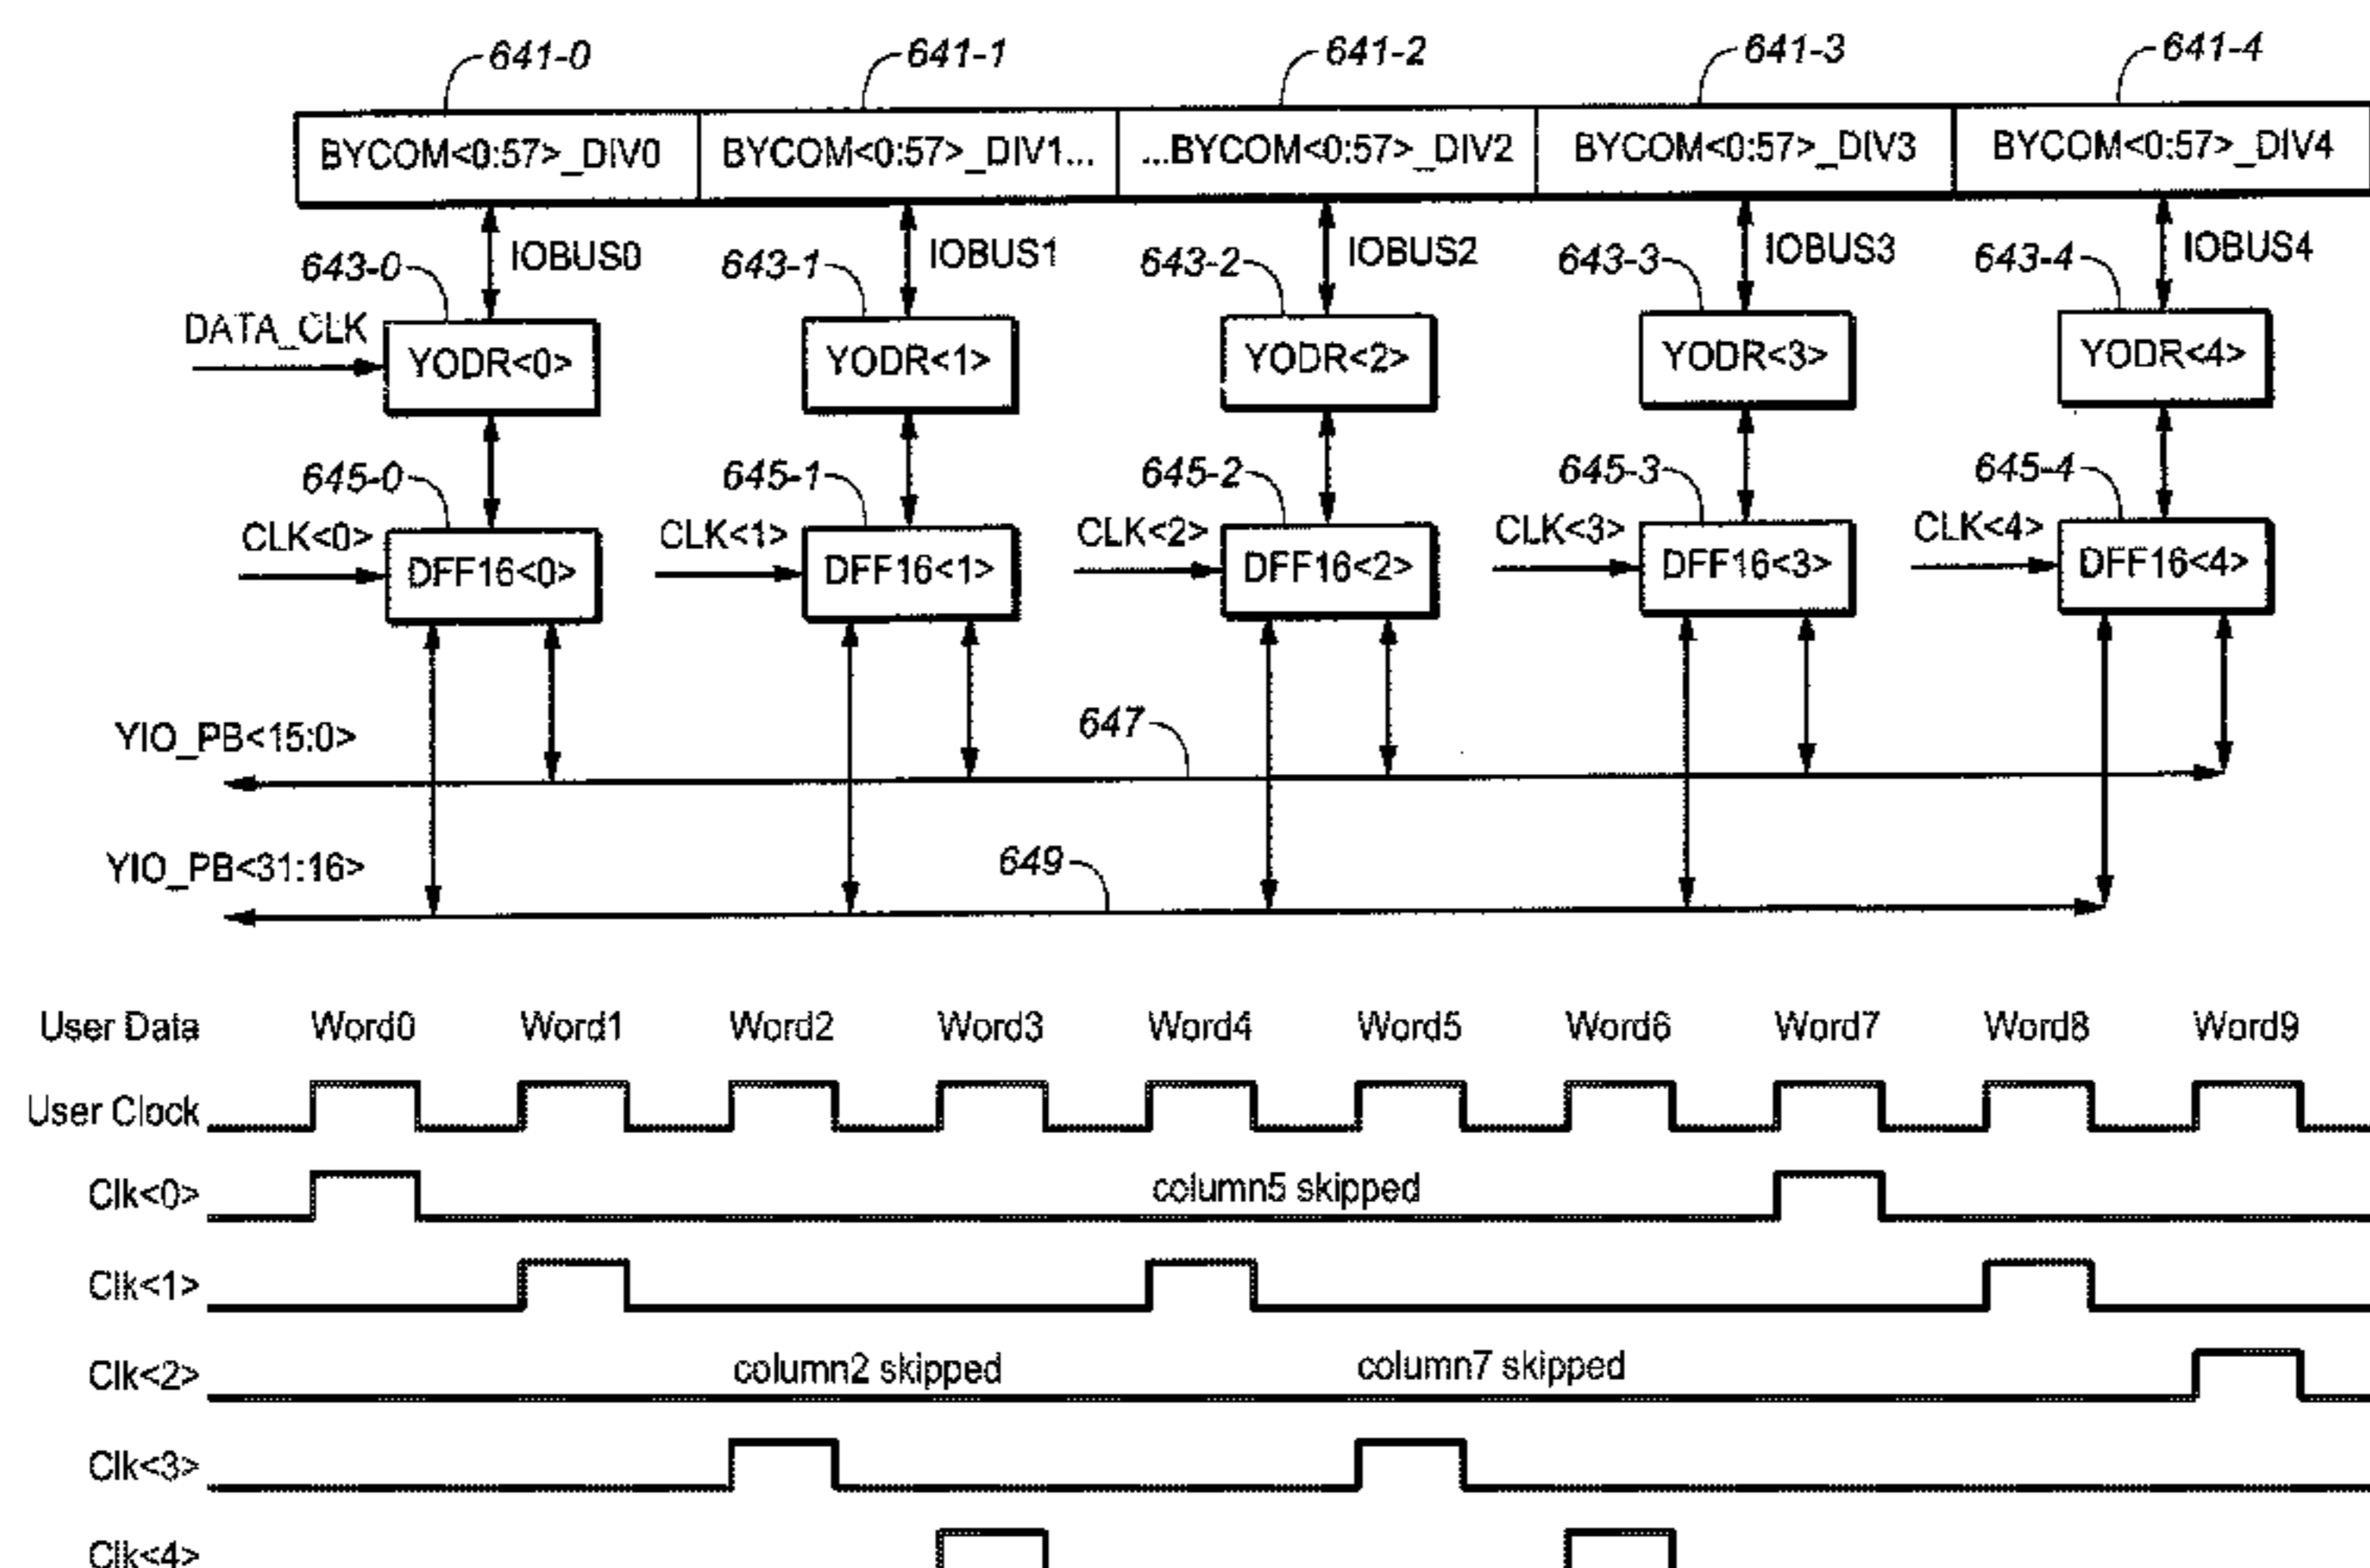 641-0 641-1 641-2 641-3 641-4
BYCOM<0:57>_DIV0 BYCOM<0:57>_DIV1... ...BYCOM<0:57>_DIV2 BYCOM<0:57>_DIV3 BYCOM<0:57>_DIV4
643-0 IOBUS0 643-1 IOBUS1 643-2 IOBUS2 643-3 IOBUS3 643-4 IOBUS4
DATA_CLK YODR<0> YODR<1> YODR<2> YODR<3> YODR<4>
645-0 645-1 645-2 645-3 645-4
CLK<0> CLK<1> CLK<2> CLK<3> CLK<4>
DFF16<0> DFF16<1> DFF16<2> DFF16<3> DFF16<4>
YIO_PB<15:0> 647
YIO_PB<31:16> 649
User Data Word0 Word1 Word2 Word3 Word4 Word5 Word6 Word7 Word8 Word9
User Clock
Clk<0> column5 skipped
Clk<1>
Clk<2> column2 skipped column7 skipped
Clk<3>
Clk<4>